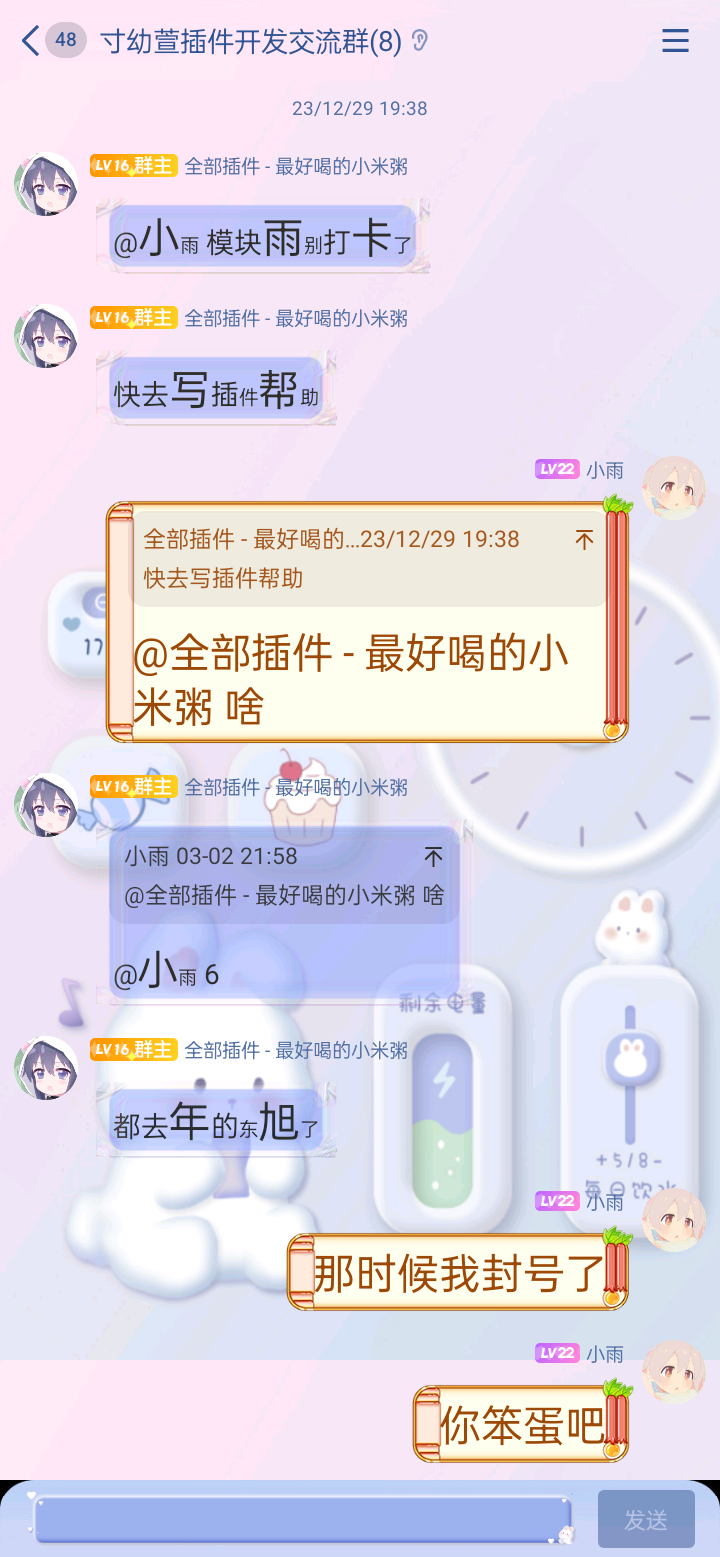 48 寸幼萱插件开发交流群(8)
23/12/29 19:38
LV16 群主 全部插件 - 最好喝的小米粥
@小雨 模块雨别打卡了
LV16 群主 全部插件 - 最好喝的小米粥
快去写插件帮助
LV22 小雨
全部插件 - 最好喝的...23/12/29 19:38
快去写插件帮助
@全部插件 - 最好喝的小
米粥 啥
17
LV16 群主 全部插件 - 最好喝的小米粥
小雨 03-02 21:58
@全部插件 - 最好喝的小米粥 啥
@小雨 6
剩余电量
LV16 群主 全部插件 - 最好喝的小米粥
都去年的东旭了
+5/8-
每日饮水
LV22 小雨
那时候我封号了
LV22 小雨
你笨蛋吧
发送